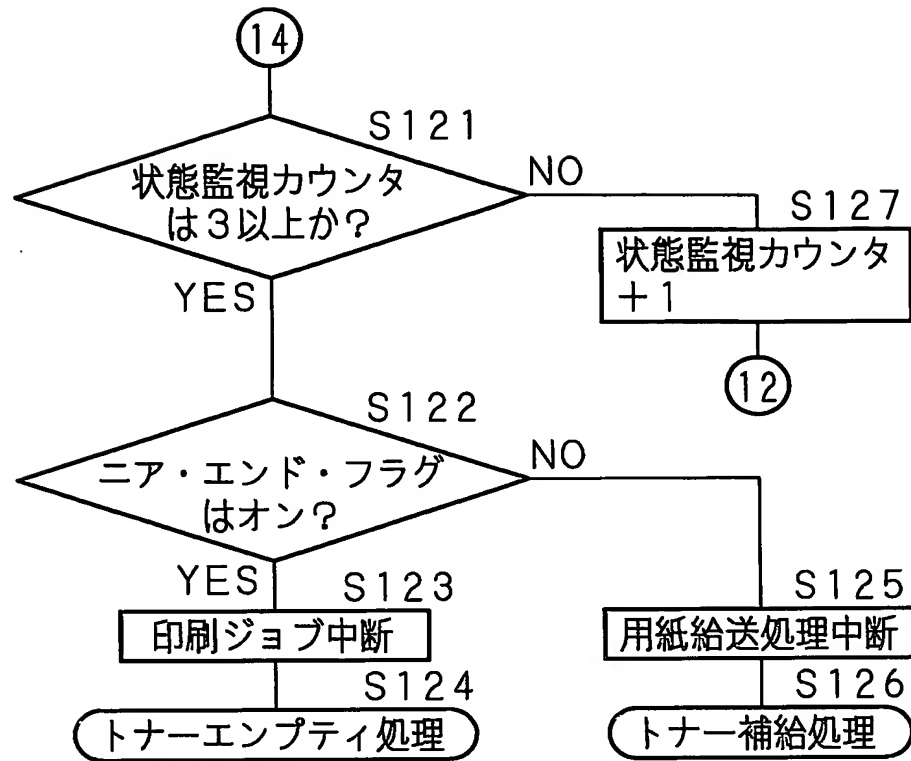 14
S121
状態監視カウンタ
は3以上か?
NO
YES
S127
状態監視カウンタ
+1
12
S122
ニア・エンド・フラグ
はオン?
NO
YES
S123
印刷ジョブ中断
S124
トナーエンプティ処理
S125
用紙給送処理中断
S126
トナー補給処理